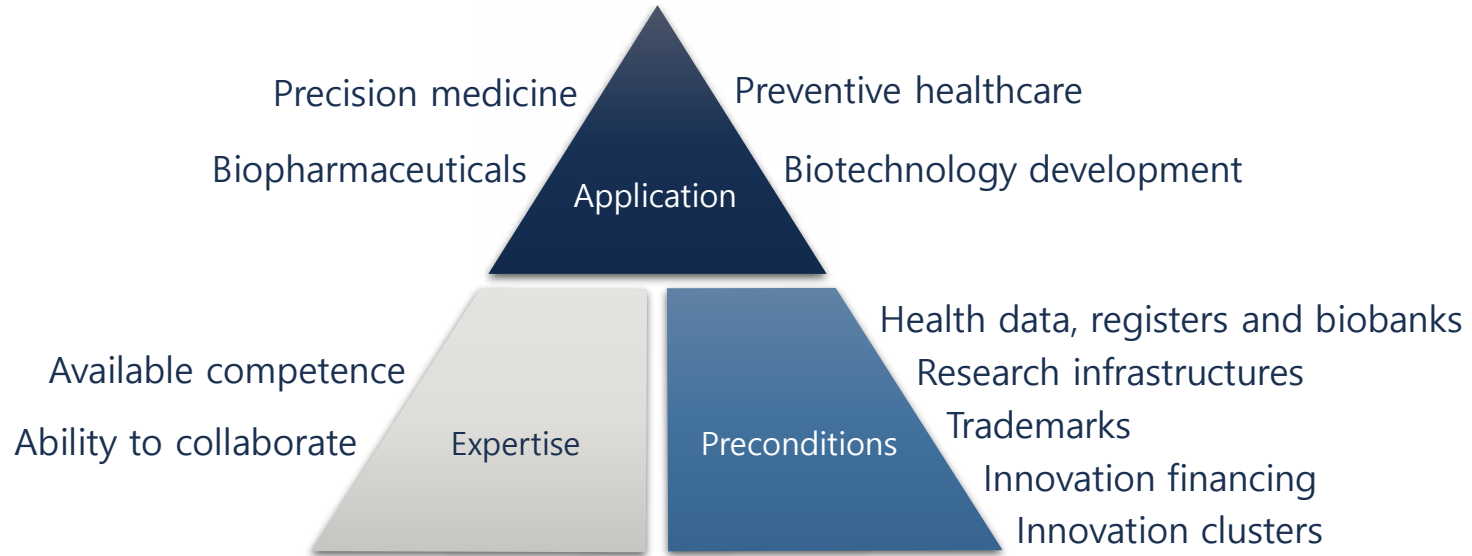 Precision medicine
Preventive healthcare
Biopharmaceuticals
Biotechnology development
Application
Health data, registers and biobanks
Available competence
Research infrastructures
Trademarks
Ability to collaborate
Expertise
Preconditions
Innovation financing
Innovation clusters